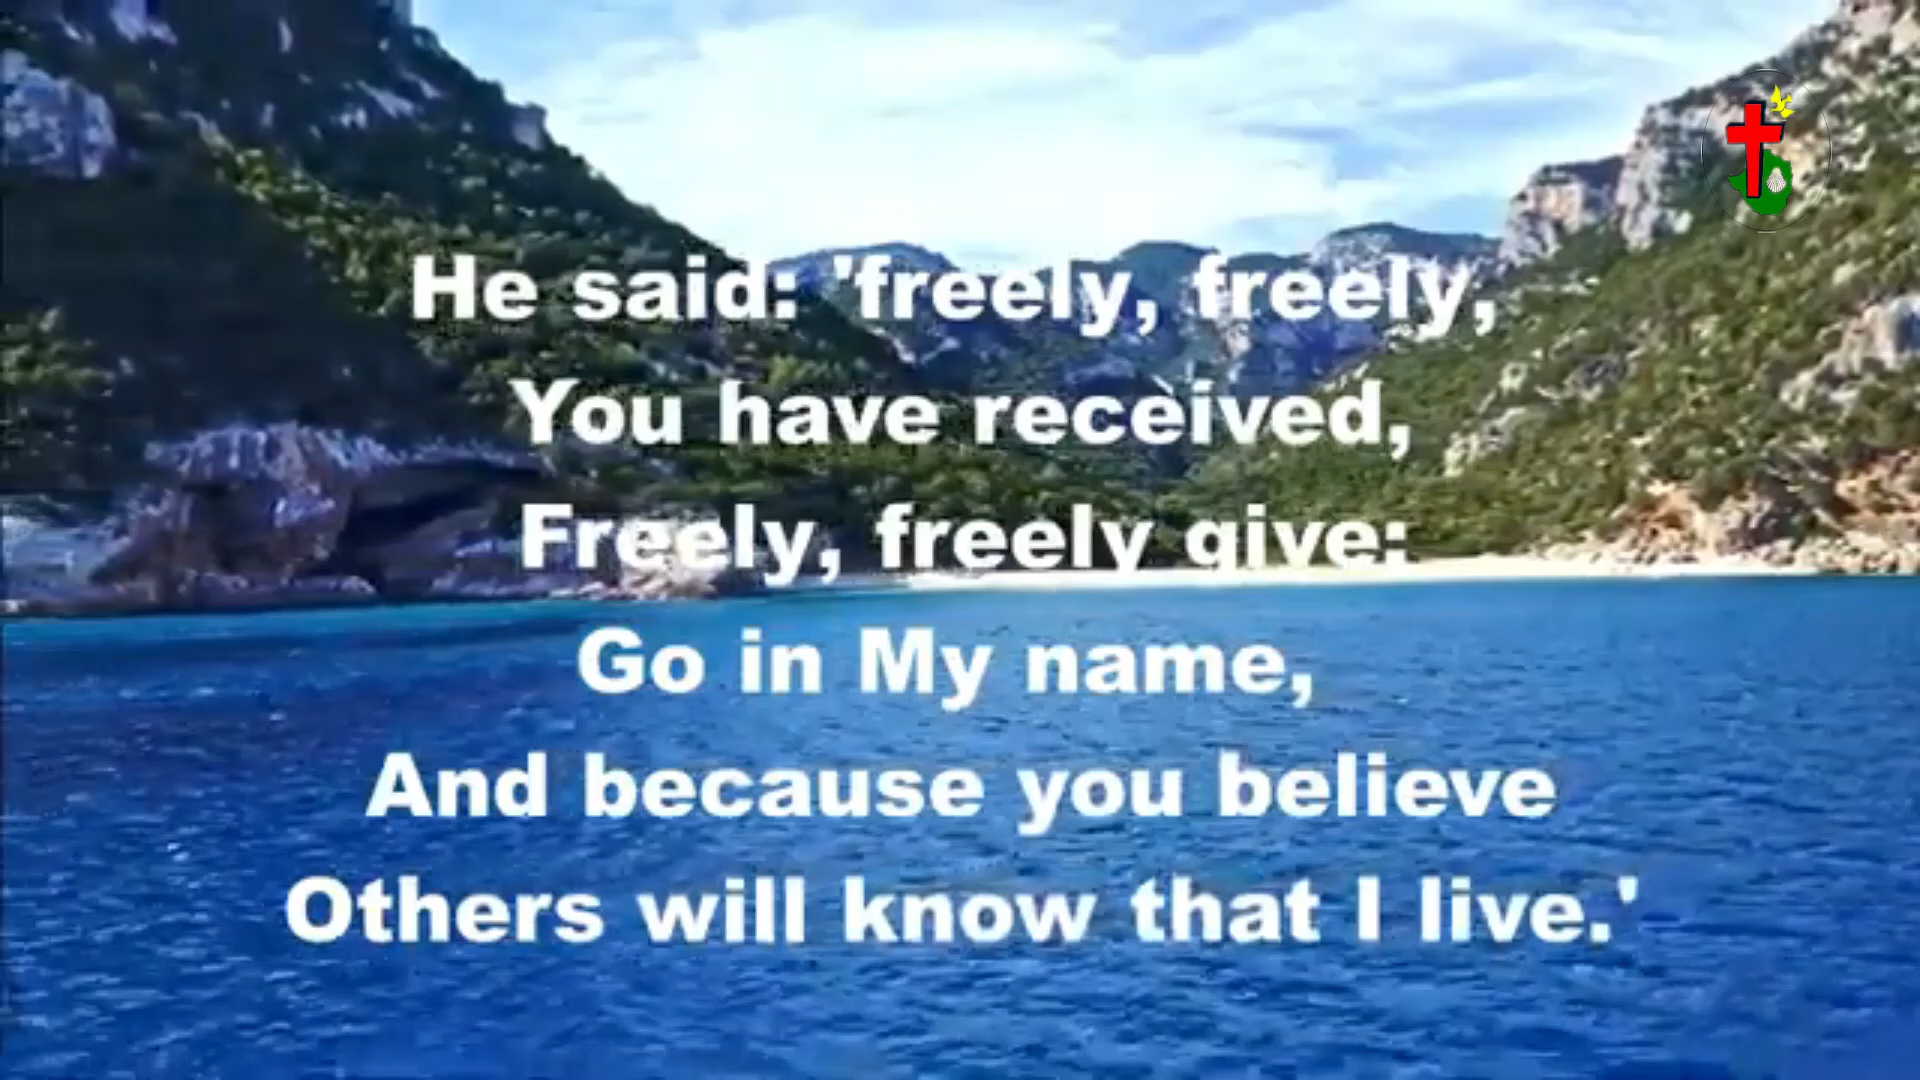 He said: 'freely, freely,
You have received,
Freely, freely give;
Go in My name,
And because you believe
Others will know that I live.'